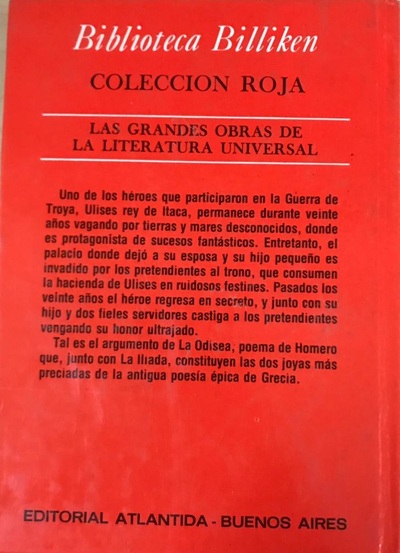 Biblioteca Billiken
COLECCION ROJA
LAS GRANDES OBRAS DE
LA LITERATURA UNIVERSAL
Uno de los héroes que participaron en la Guerra de
Troya, Ulises rey de Itaca, permanece durante veinte
años vagando por tierras y mares desconocidos, donde
es protagonista de sucesos fantásticos. Entretanto, el
palacio donde dejó a su esposa y su hijo pequeño es
invadido por los pretendientes al trono, que consumen
la hacienda de Ulises en ruidosos festines. Pasados los
veinte años el héroe regresa en secreto, y junto con su
hijo y dos fieles servidores castiga a los pretendientes
vengando su honor ultrajado.
Tal es el argumento de La Odisea, poema de Homero
que, junto con La Ilíada, constituyen las dos joyas más
preciadas de la antigua poesía épica de Grecia.
EDITORIAL ATLANTIDA - BUENOS AIRES